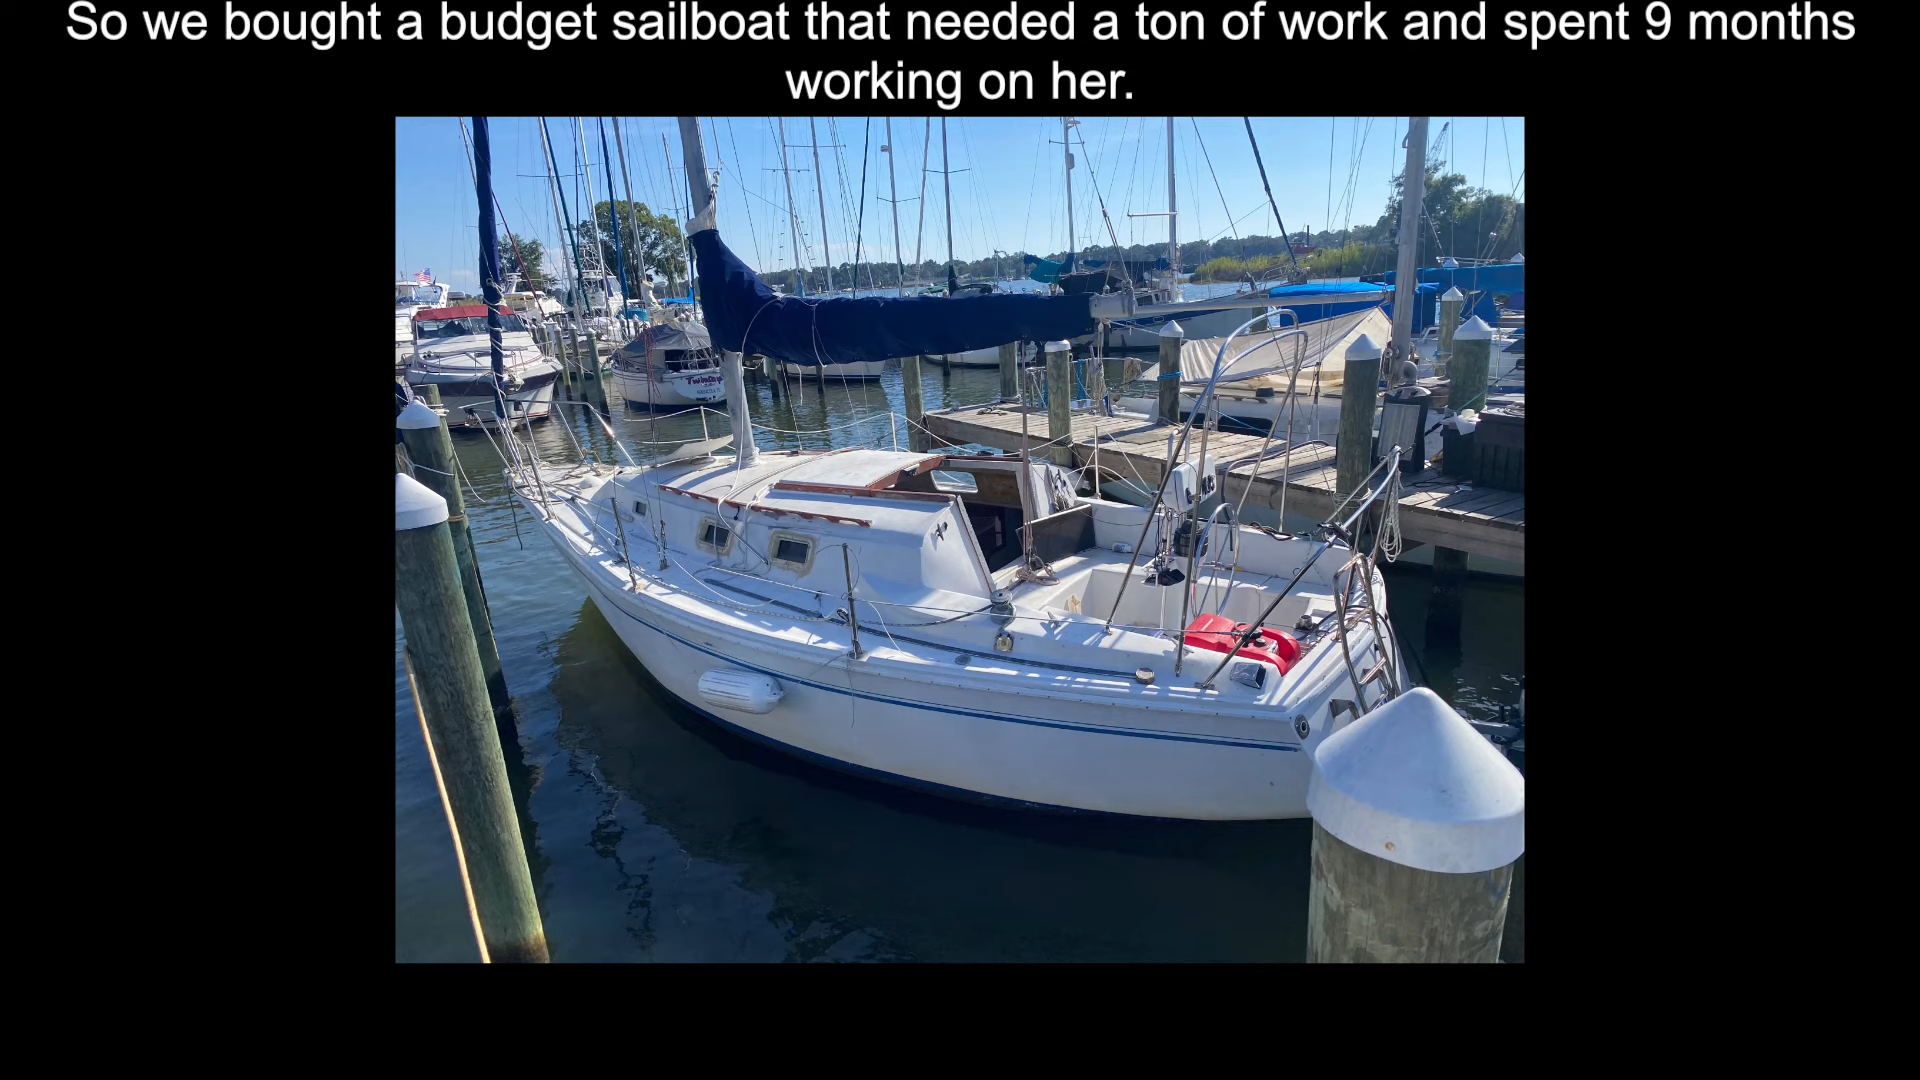 So we bought a budget sailboat that needed a ton of work and spent 9 months
working on her.